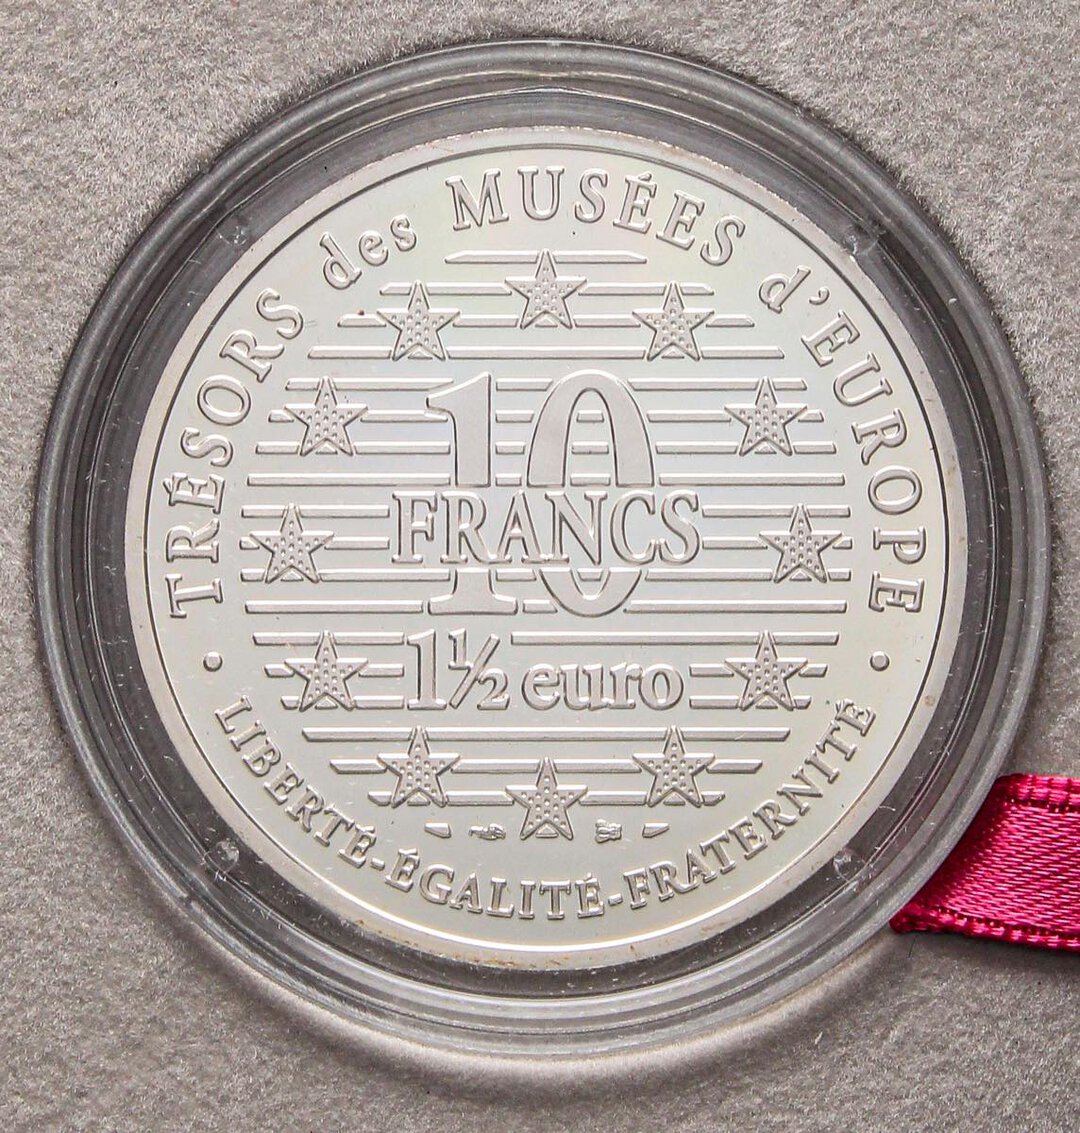 TRÉSORS des MUSÉES d'EUROPE
10
FRANCS
1½ euro
• LIBERTÉ-ÉGALITÉ-FRATERNITÉ •